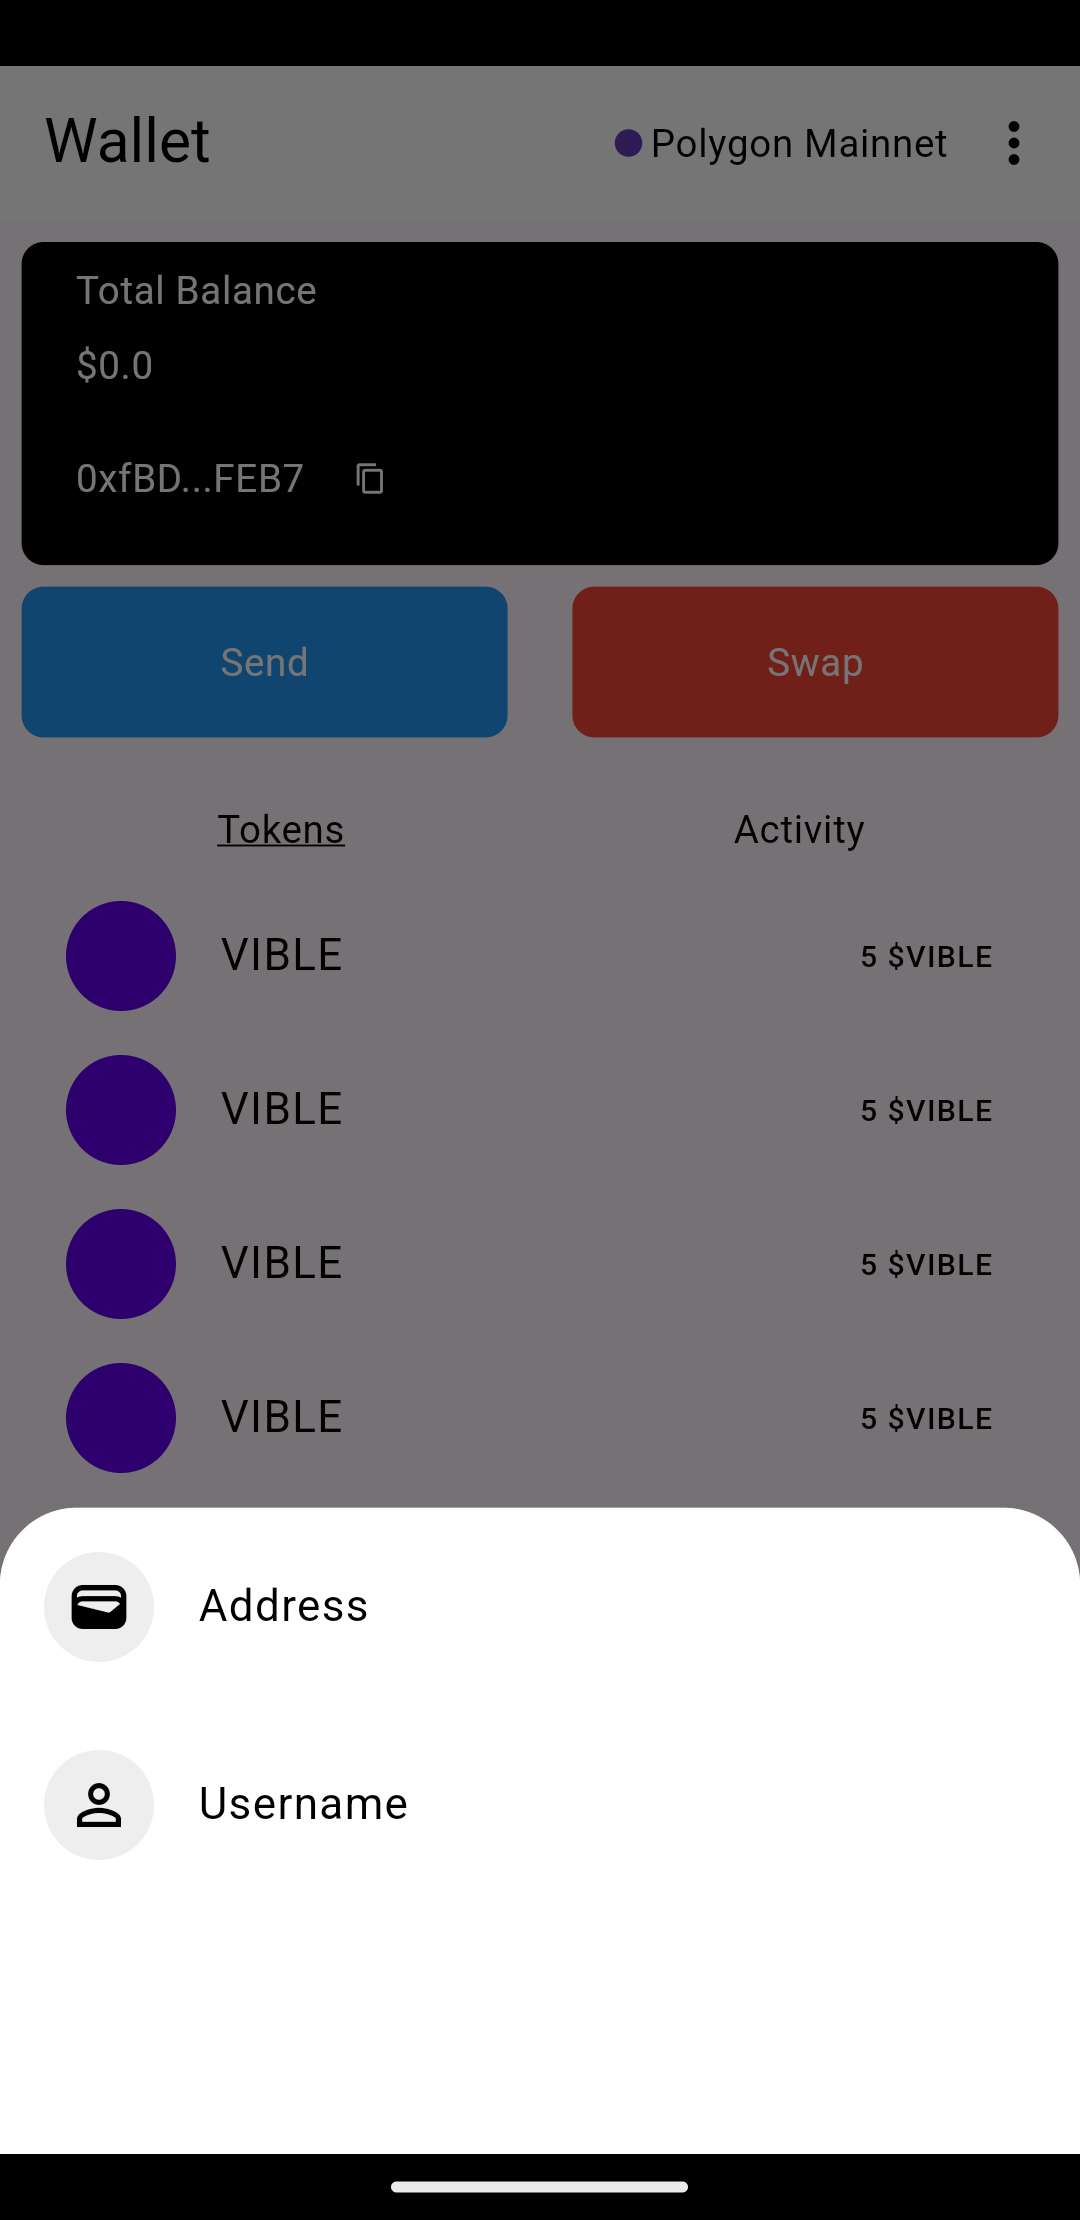 Wallet
Polygon Mainnet
Total Balance
$0.0
0xfBD...FEB7
Send
Swap
Tokens
Activity
VIBLE
5 $VIBLE
VIBLE
5 $VIBLE
VIBLE
5 $VIBLE
VIBLE
5 $VIBLE
Address
Username